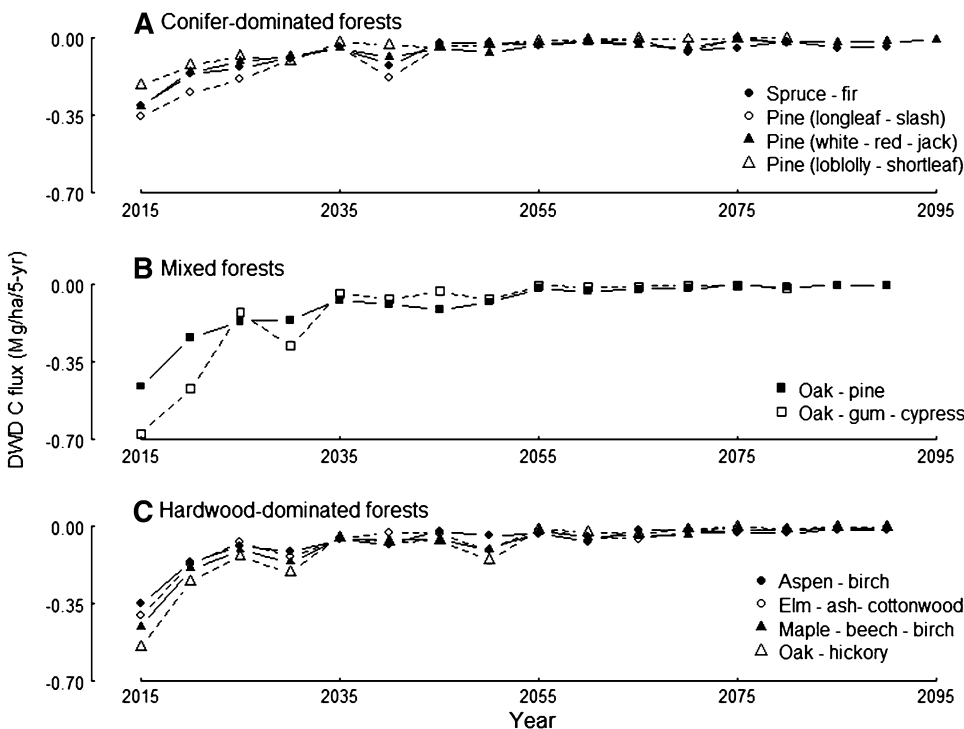 A Conifer-dominated forests
0.00
-0.35
-0.70
Spruce - fir
Pine (longleaf - slash)
Pine (white - red - jack)
Pine (loblolly - shortleaf)
2015 2035 2055 2075 2095
DWD C flux (Mg/ha/5-yr)
B Mixed forests
0.00
-0.35
-0.70
Oak - pine
Oak - gum - cypress
2015 2035 2055 2075 2095
C Hardwood-dominated forests
0.00
-0.35
-0.70
Aspen - birch
Elm - ash- cottonwood
Maple - beech - birch
Oak - hickory
2015 2035 2055 2075 2095
Year